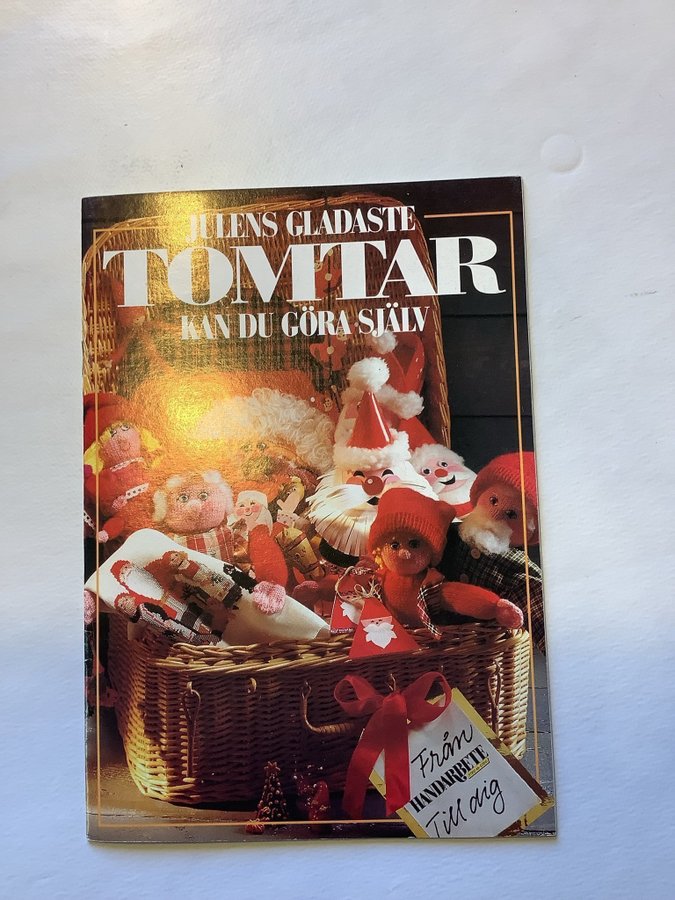 JULENS GLADASTE
TOMTAR
KAN DU GÖRA SJÄLV
Från
HANDARBETE
Till dig